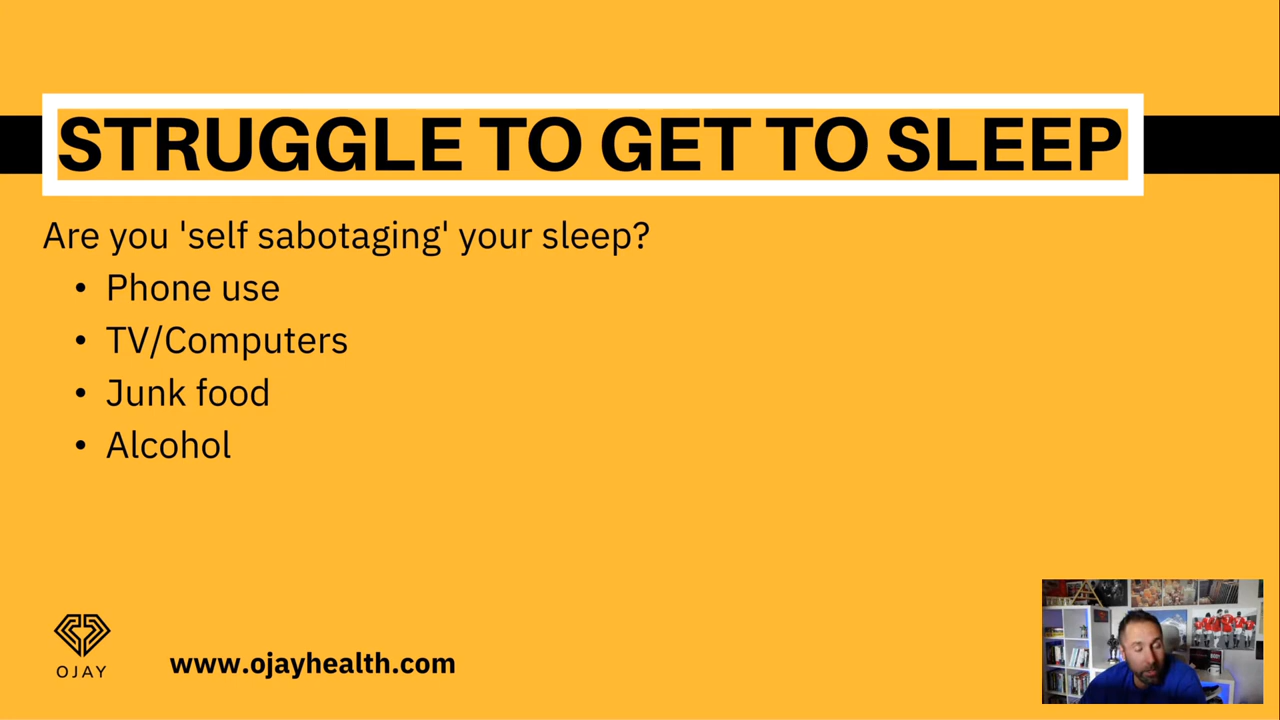 STRUGGLE TO GET TO SLEEP
Are you 'self sabotaging' your sleep?
• Phone use
• TV/Computers
• Junk food
• Alcohol
OJAY
www.ojayhealth.com